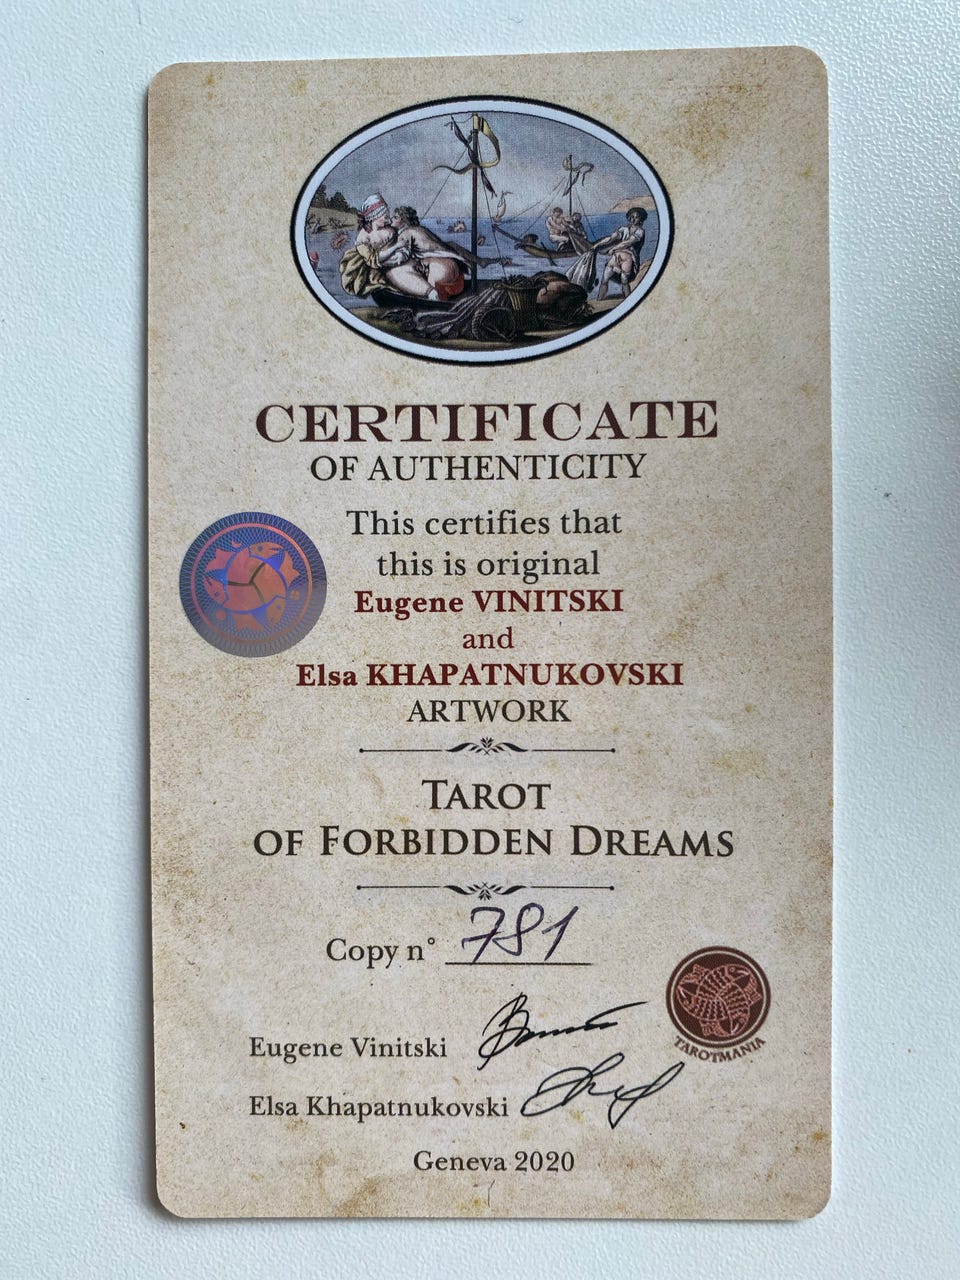 CERTIFICATE
OF AUTHENTICITY
This certifies that
this is original
Eugene VINITSKI
and
Elsa KHAPATNUKOVSKI
ARTWORK
TAROT
OF FORBIDDEN DREAMS
Copy n° 781
TAROTMANIA
Eugene Vinitski
Elsa Khapatnukovski
Geneva 2020